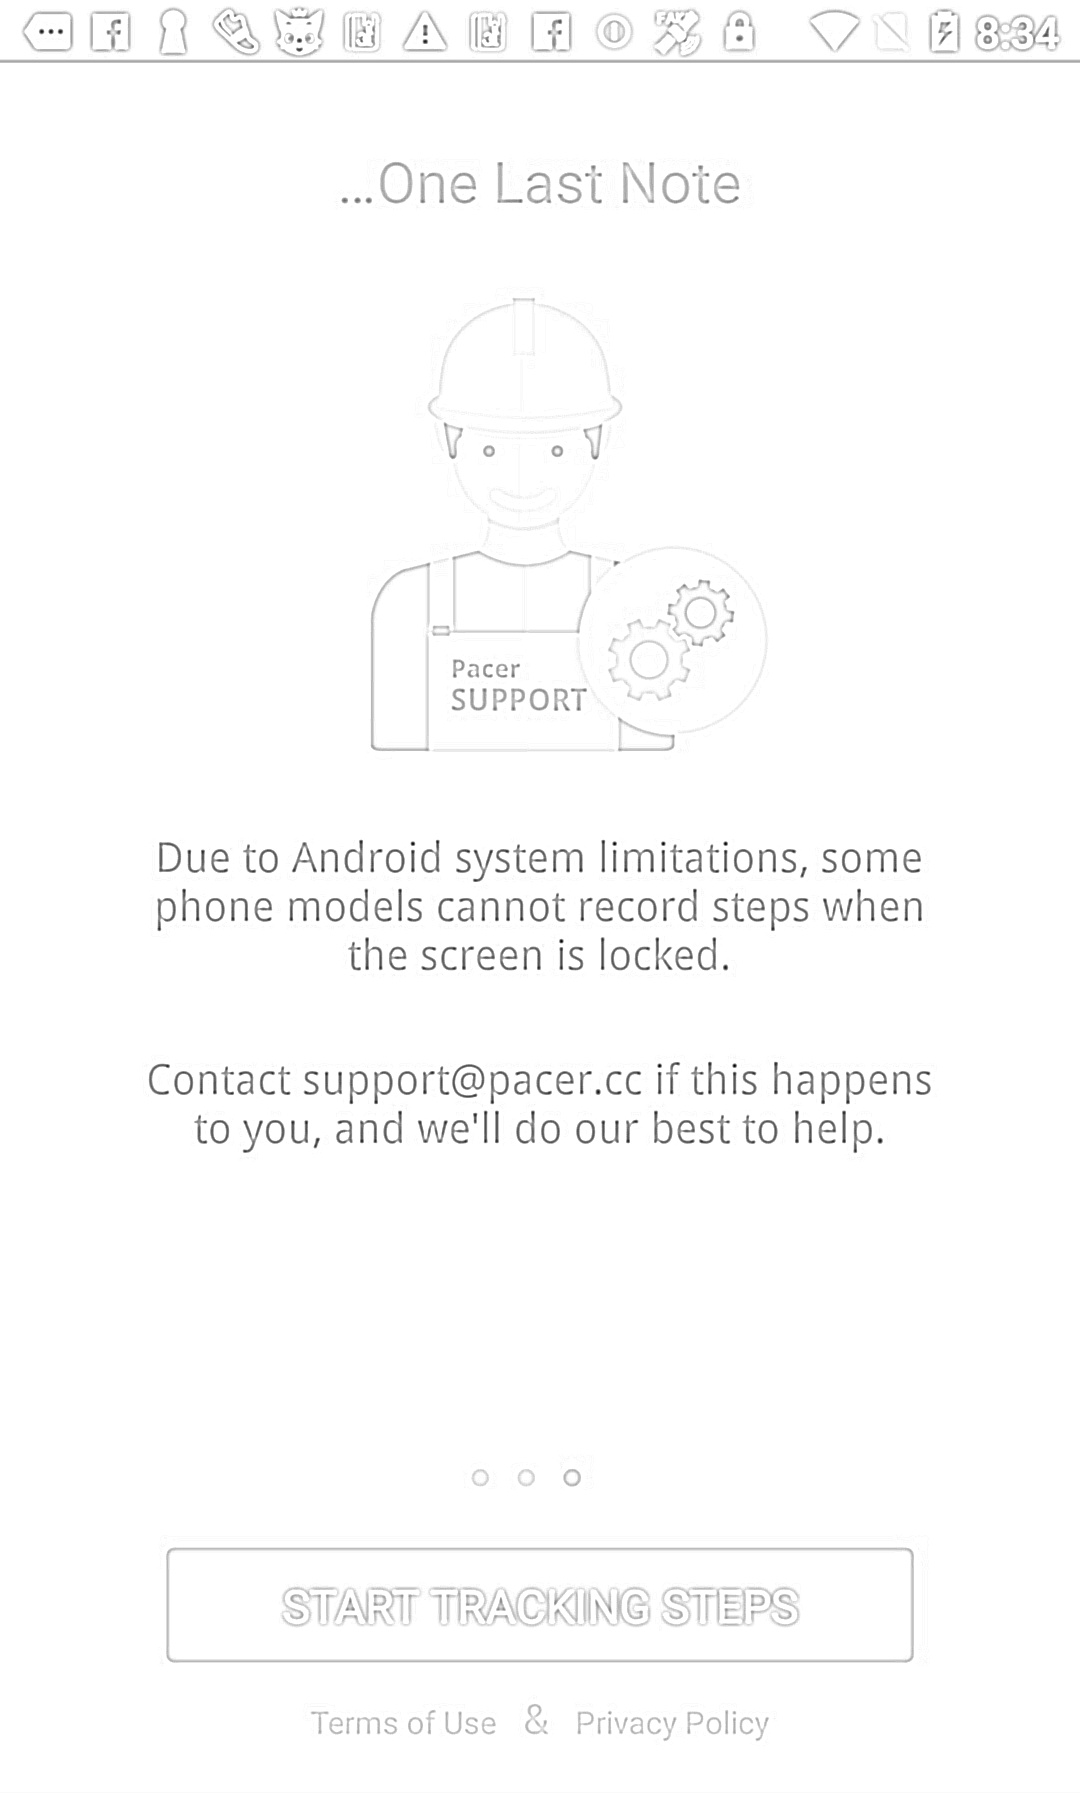 8:34
...One Last Note
Pacer
SUPPORT
Due to Android system limitations, some
phone models cannot record steps when
the screen is locked.
Contact support@pacer.cc if this happens
to you, and we'll do our best to help.
START TRACKING STEPS
Terms of Use & Privacy Policy